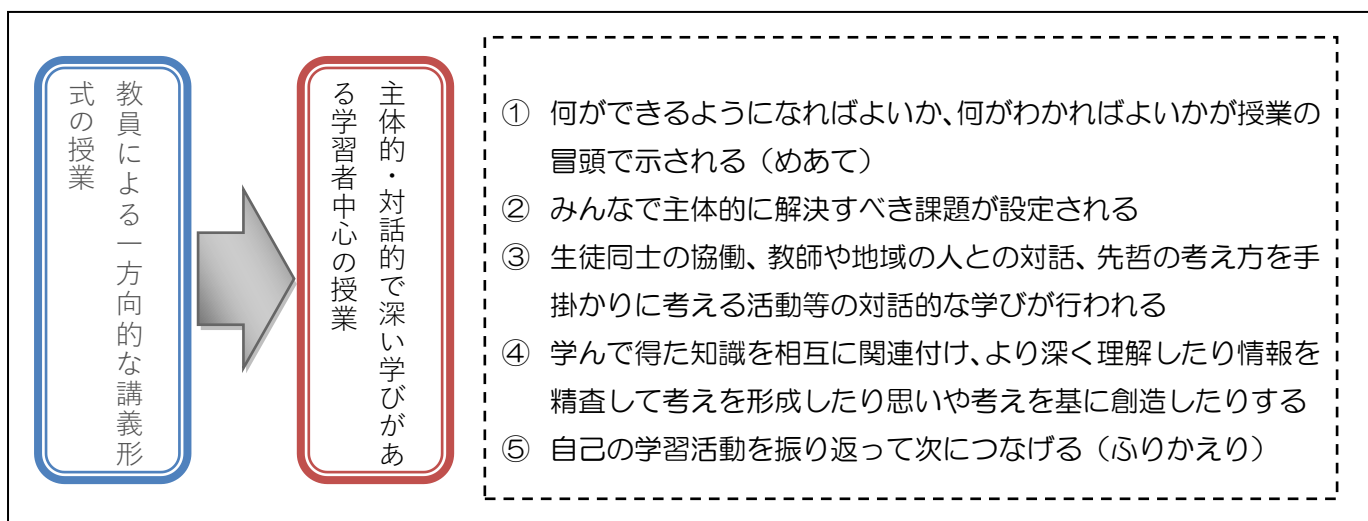 教員による一方向的な講義形
式の授業
主体的・対話的で深い学びがあ
る学習者中心の授業
① 何ができるようになればよいか、何がわかればよいかが授業の
冒頭で示される（めあて）
② みんなで主体的に解決すべき課題が設定される
③ 生徒同士の協働、教師や地域の人との対話、先哲の考え方を手
掛かりに考える活動等の対話的な学びが行われる
④ 学んで得た知識を相互に関連付け、より深く理解したり情報を
精査して考えを形成したり思いや考えを基に創造したりする
⑤ 自己の学習活動を振り返って次につなげる（ふりかえり）